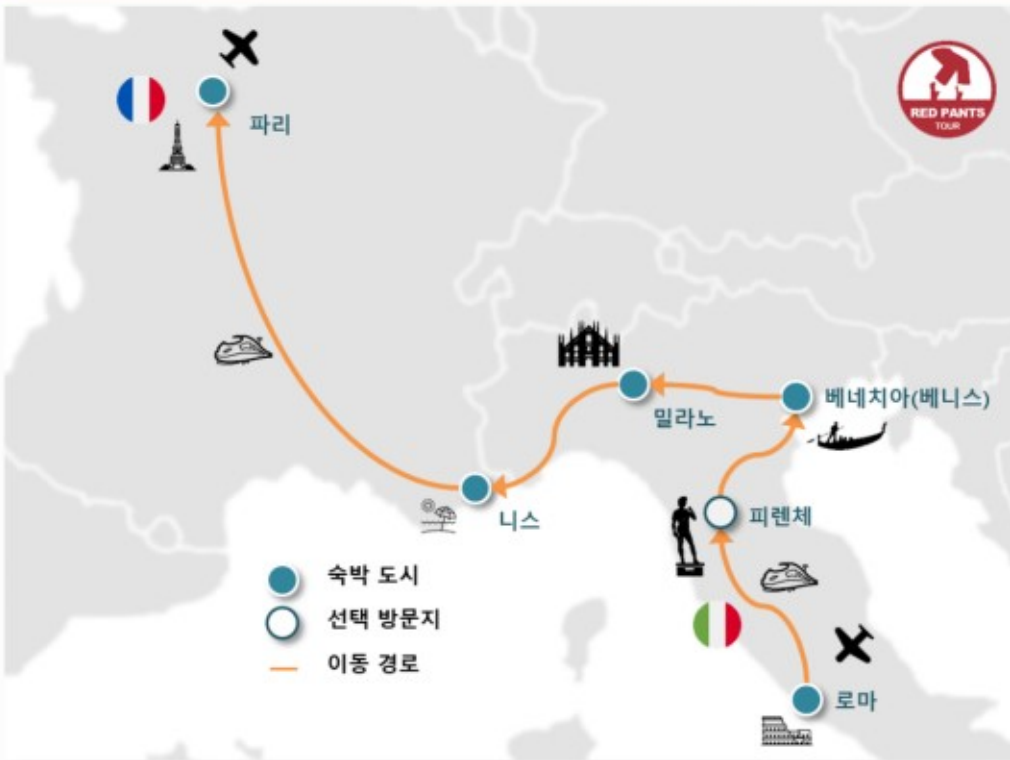 RED PANTS
TOUR
파리
베네치아(베니스)
밀라노
니스
피렌체
숙박 도시
선택 방문지
이동 경로
로마